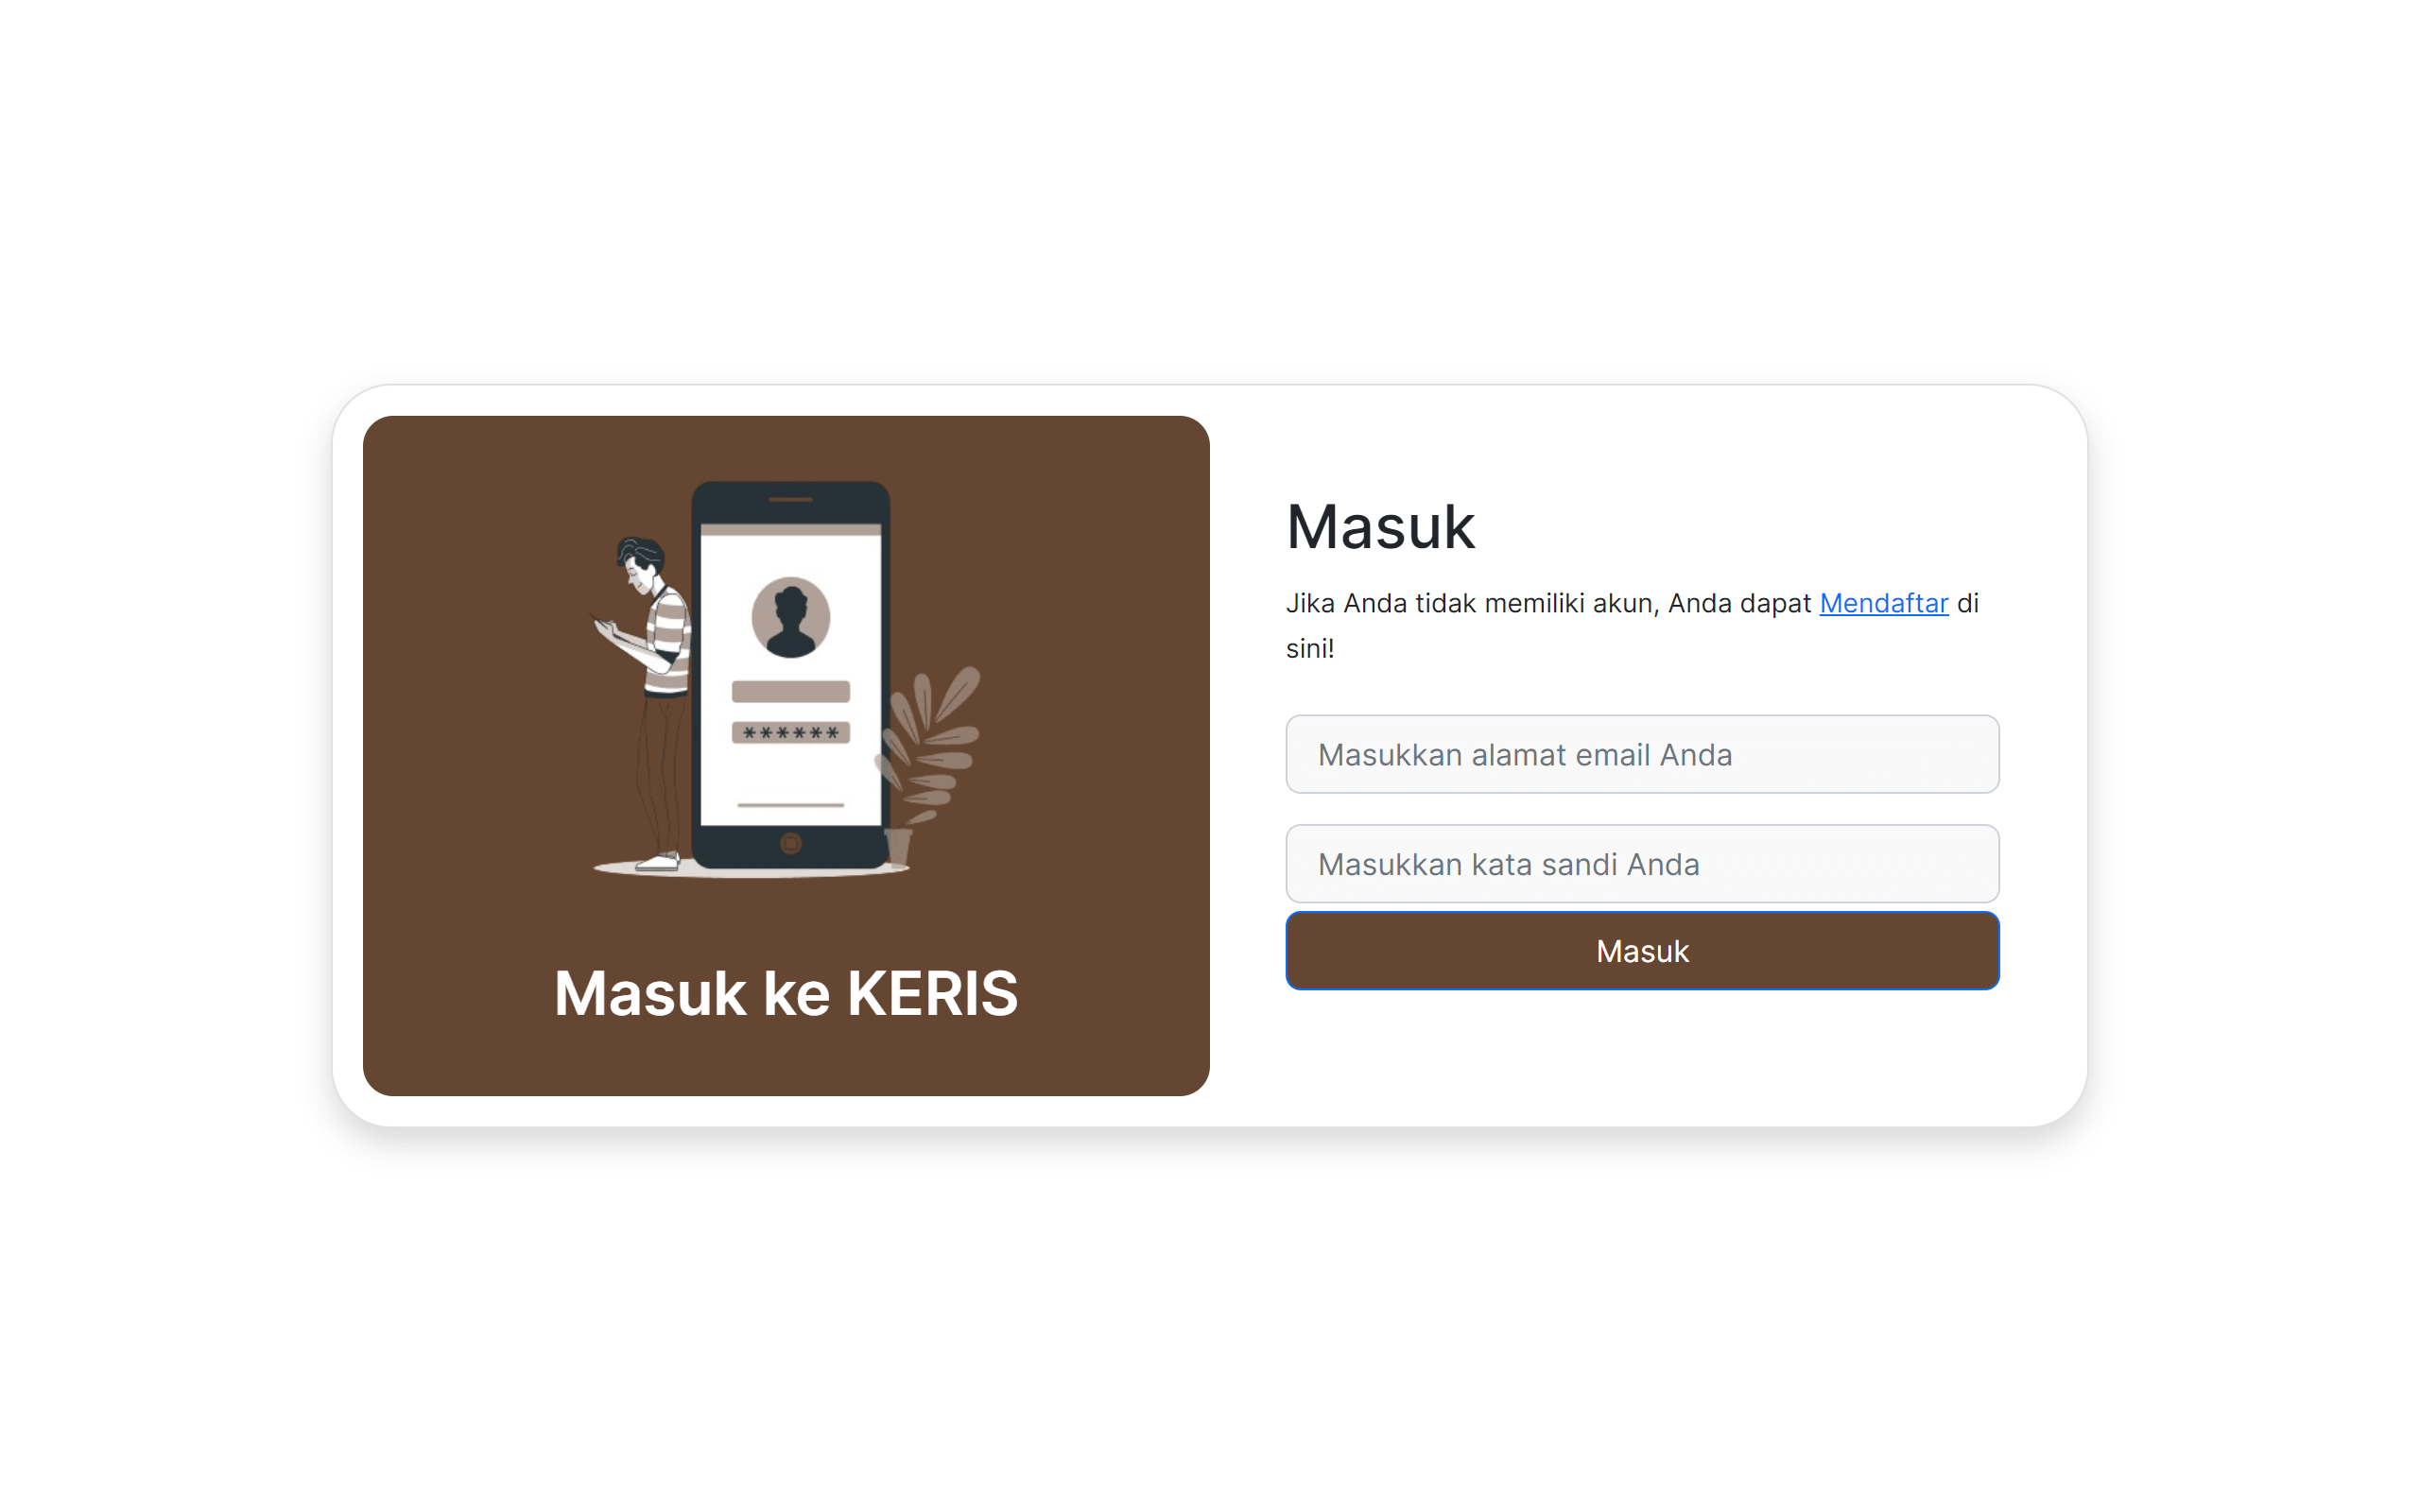 ******
Masuk ke KERIS
Masuk
Jika Anda tidak memiliki akun, Anda dapat Mendaftar di
sini!
Masukkan alamat email Anda
Masukkan kata sandi Anda
Masuk